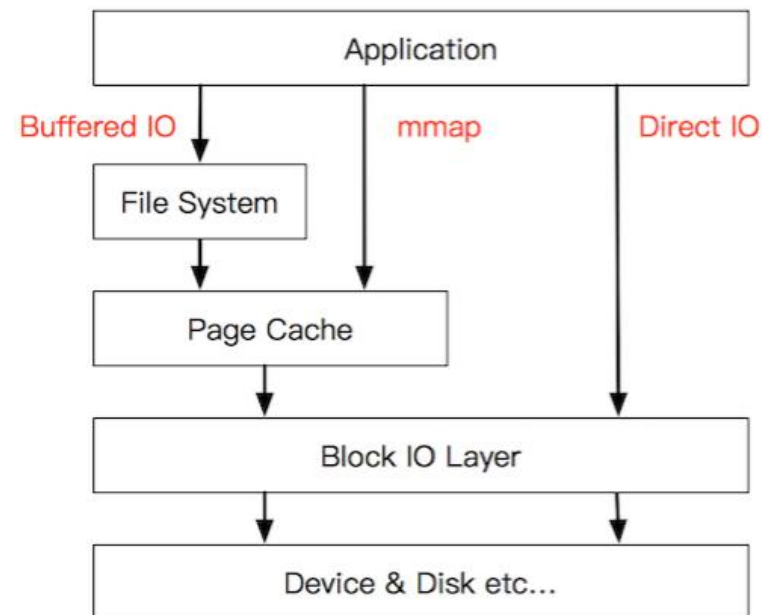 Application
Buffered IO
mmap
Direct IO
File System
Page Cache
Block IO Layer
Device & Disk etc...